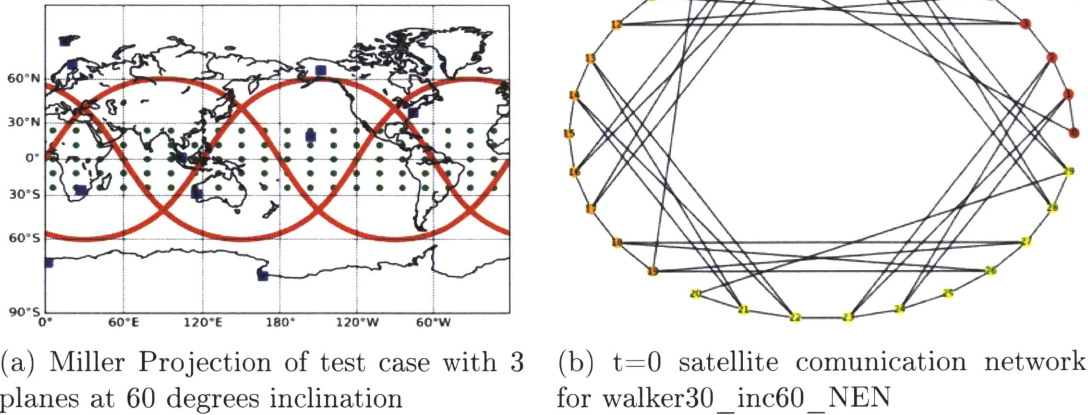 60°N
30°N
0°
30°S
60°S
90°S
0° 60°E 120°E 180° 120°W 60°W
12
13
14
15
16
17
18
19
20
21
22
23
24
25
26
27
28
29
0
1
2
3
(a) Miller Projection of test case with 3
planes at 60 degrees inclination
(b) t=0 satellite comunication network
for walker30_inc60_NEN